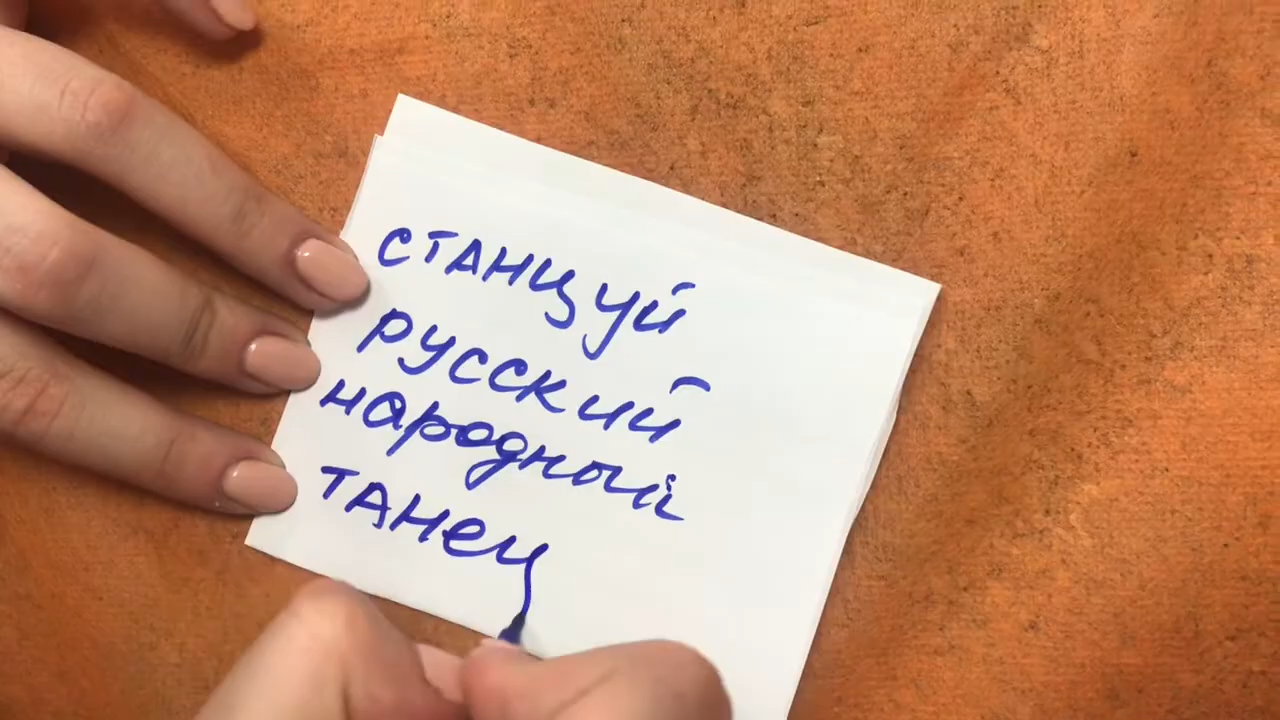 станцуй
русский
народный
танец